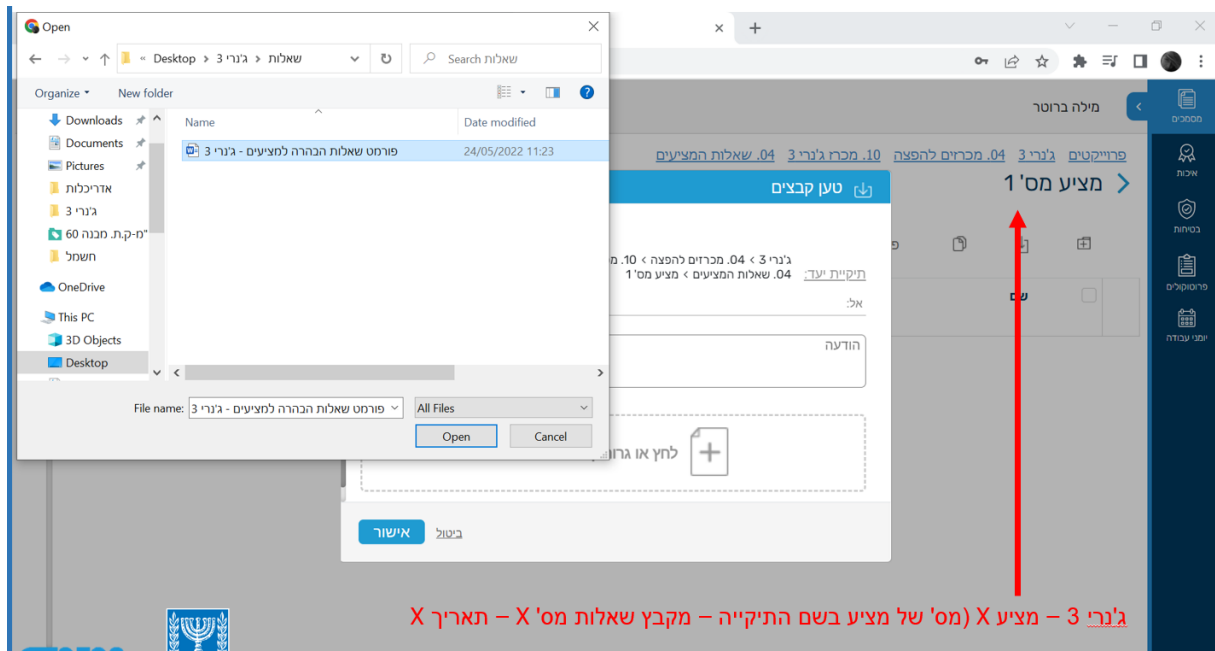 Open
« Desktop > ג'נרי 3 > שאלות
Search שאלות
Organize
New folder
Name
Date modified
Downloads
Documents
Pictures
אדריכלות
ג'נרי 3
מ-ק.ת. מבנה 60"
חשמל
OneDrive
This PC
3D Objects
Desktop
פורמט שאלות הבהרה למציעים - ג'נרי 3
24/05/2022 11:23
File name: פורמט שאלות הבהרה למציעים - ג'נרי 3
All Files
Open
Cancel
מילה ברוטר
מסמכים
איכות
בטיחות
פרוטוקולים
יומני עבודה
פרוייקטים ג'נרי 3 04. מכרזים להפצה 10. מכרז ג'נרי 3 04. שאלות המציעים
מציע מס' 1
שם
טען קבצים
ג'נרי 3 > 04. מכרזים להפצה > 10.
תיקיית יעד: 04. שאלות המציעים > מציע מס' 1
אל:
הודעה
לחץ או
אישור
ביטול
ג'נרי 3 – מציע X (מס' של מציע בשם התיקייה – מקבץ שאלות מס' X – תאריך X